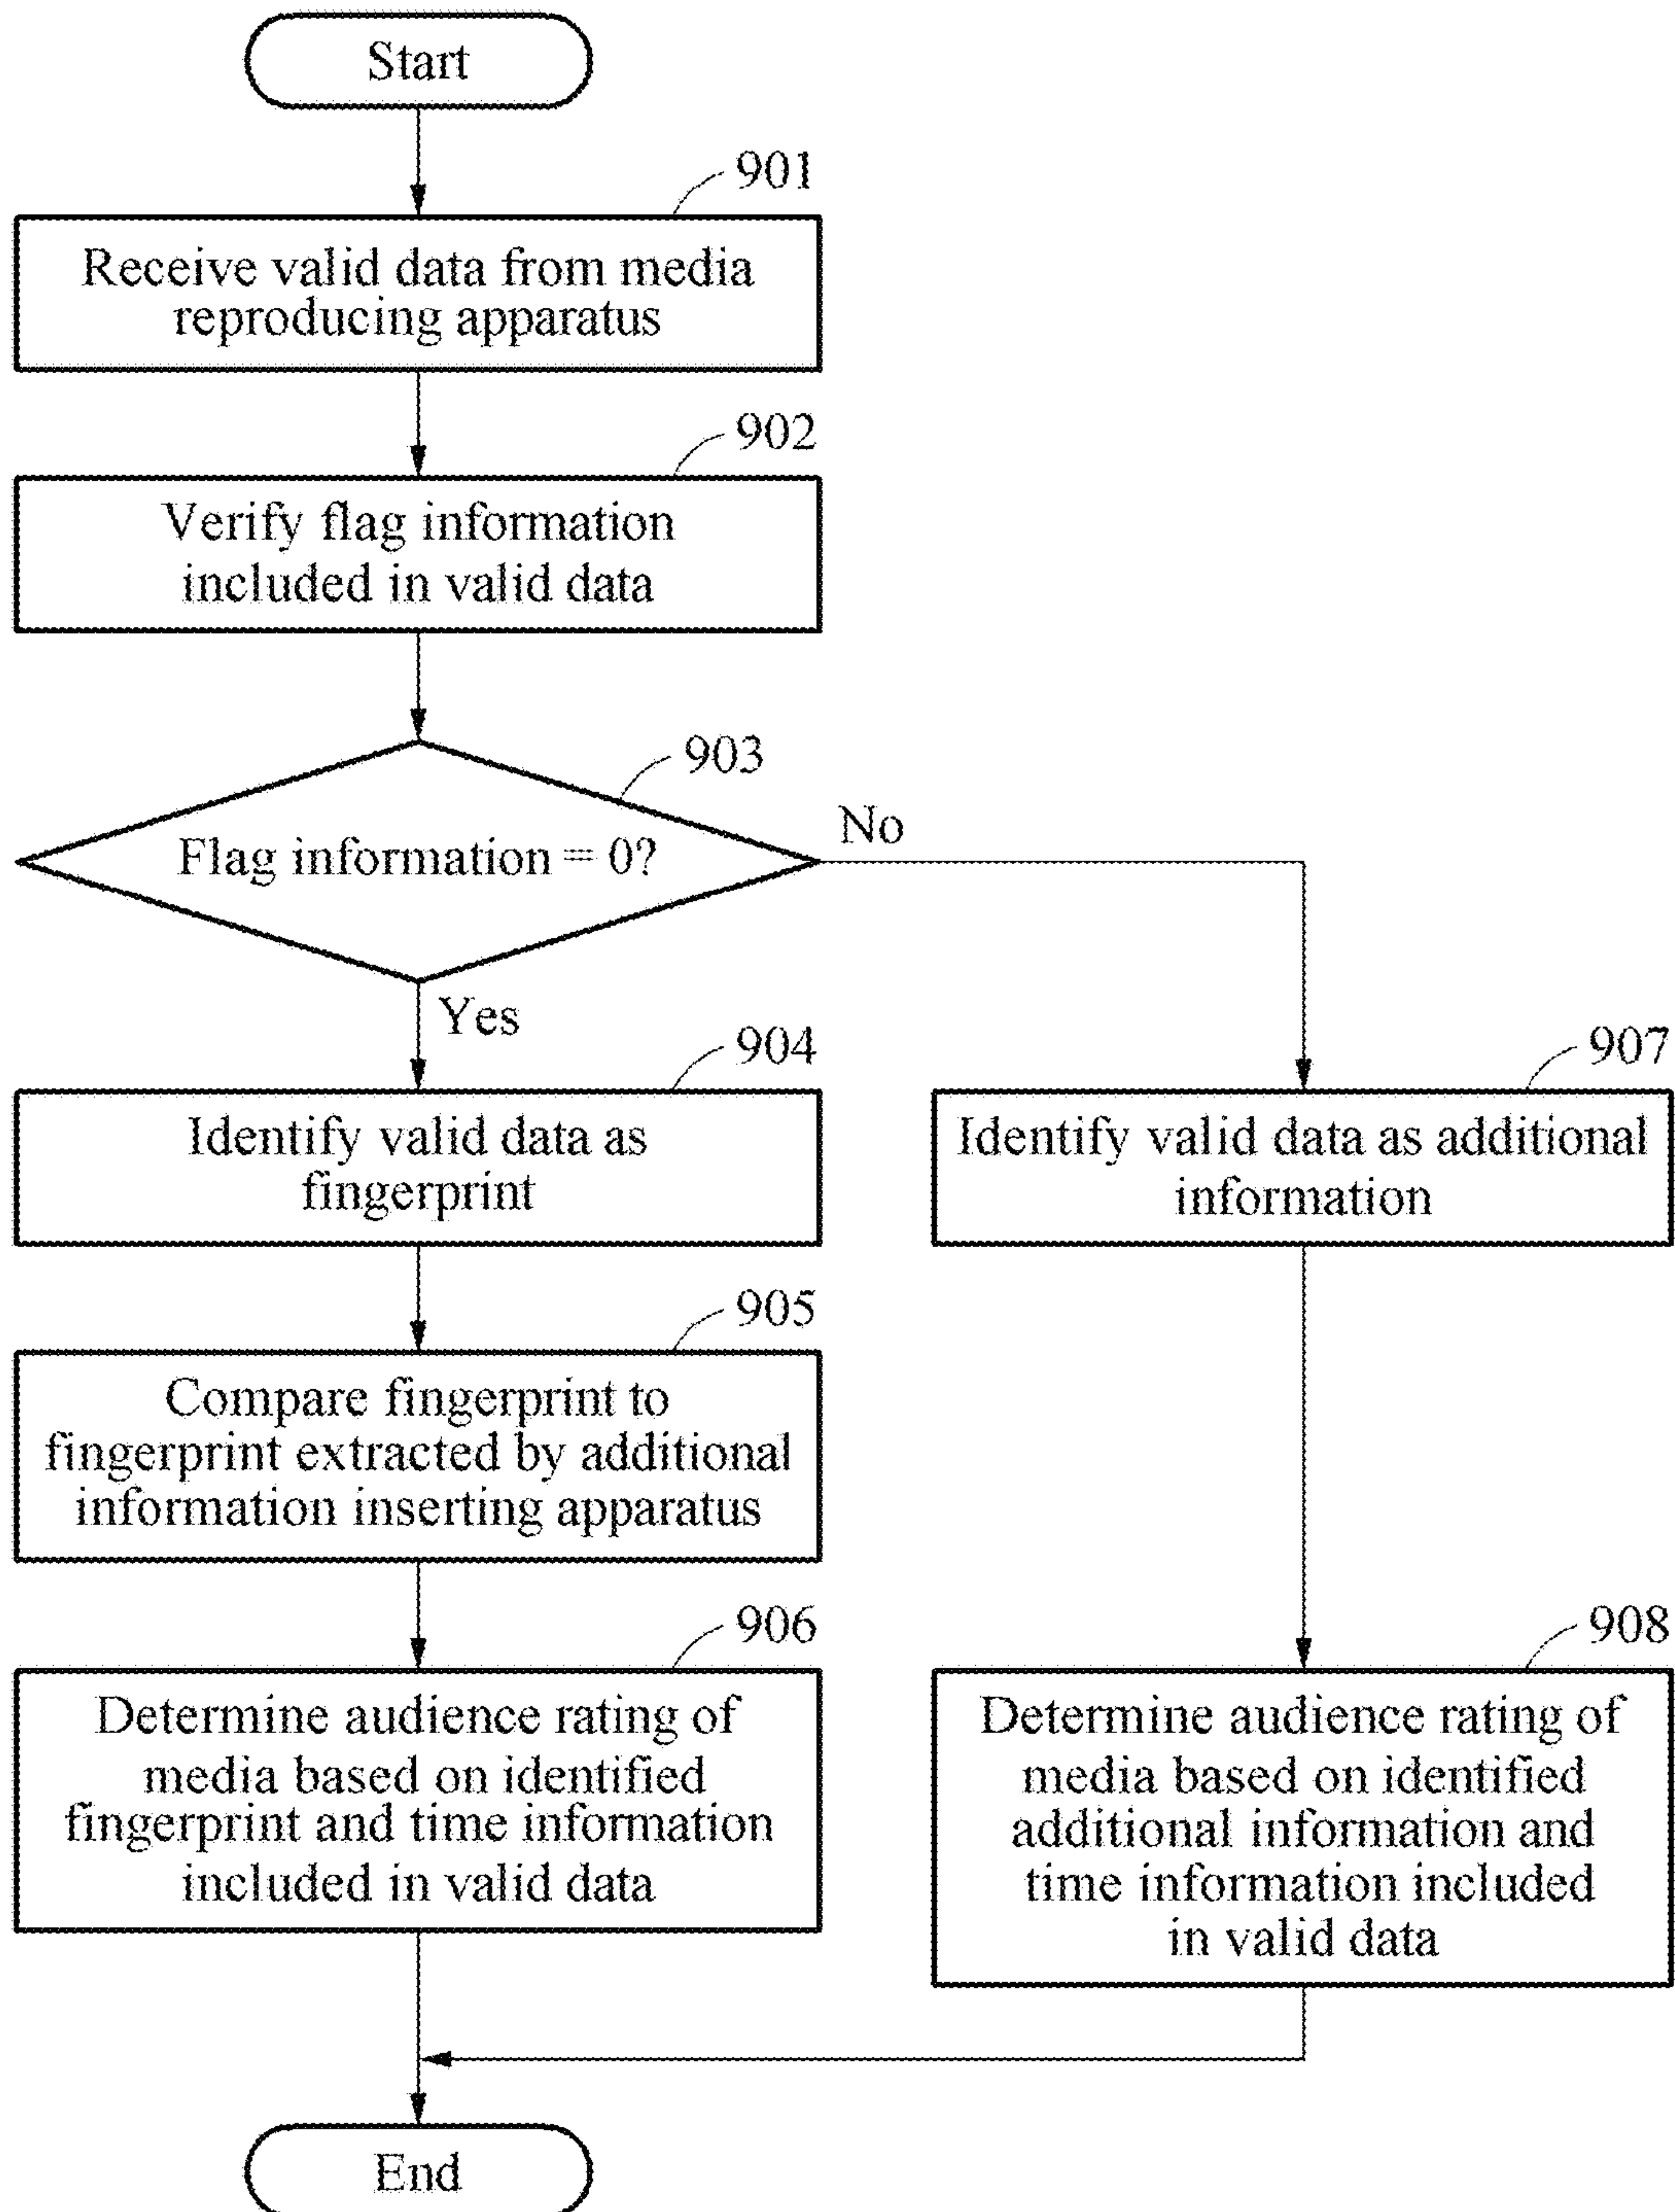 Start
901
Receive valid data from media
reproducing apparatus
902
Verify flag information
included in valid data
903
Flag information = 0?
No
Yes
904
Identify valid data as
fingerprint
907
Identify valid data as additional
information
905
Compare fingerprint to
fingerprint extracted by additional
information inserting apparatus
906
Determine audience rating of
media based on identified
fingerprint and time information
included in valid data
908
Determine audience rating of
media based on identified
additional information and
time information included
in valid data
End